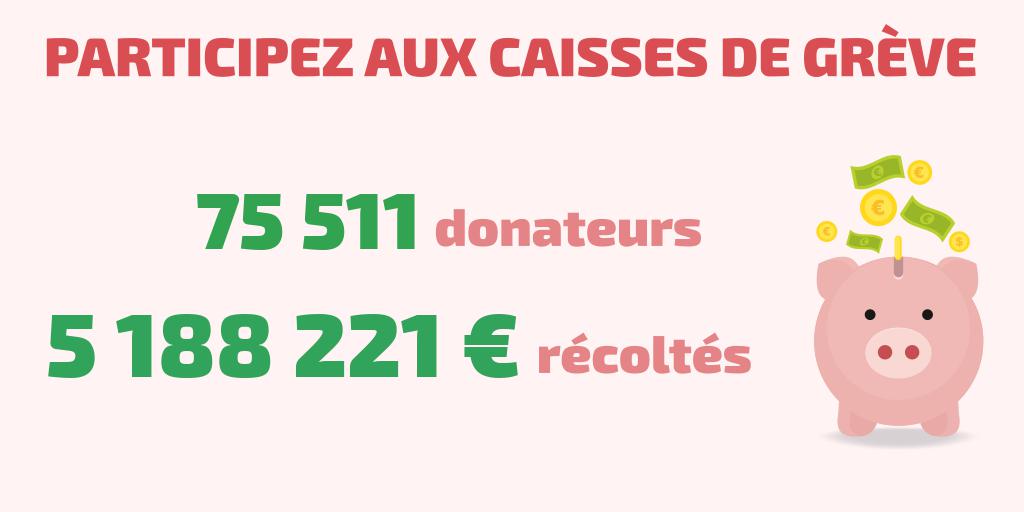 PARTICIPEZ AUX CAISSES DE GRÈVE
75 511 donateurs
5 188 221 € récoltés